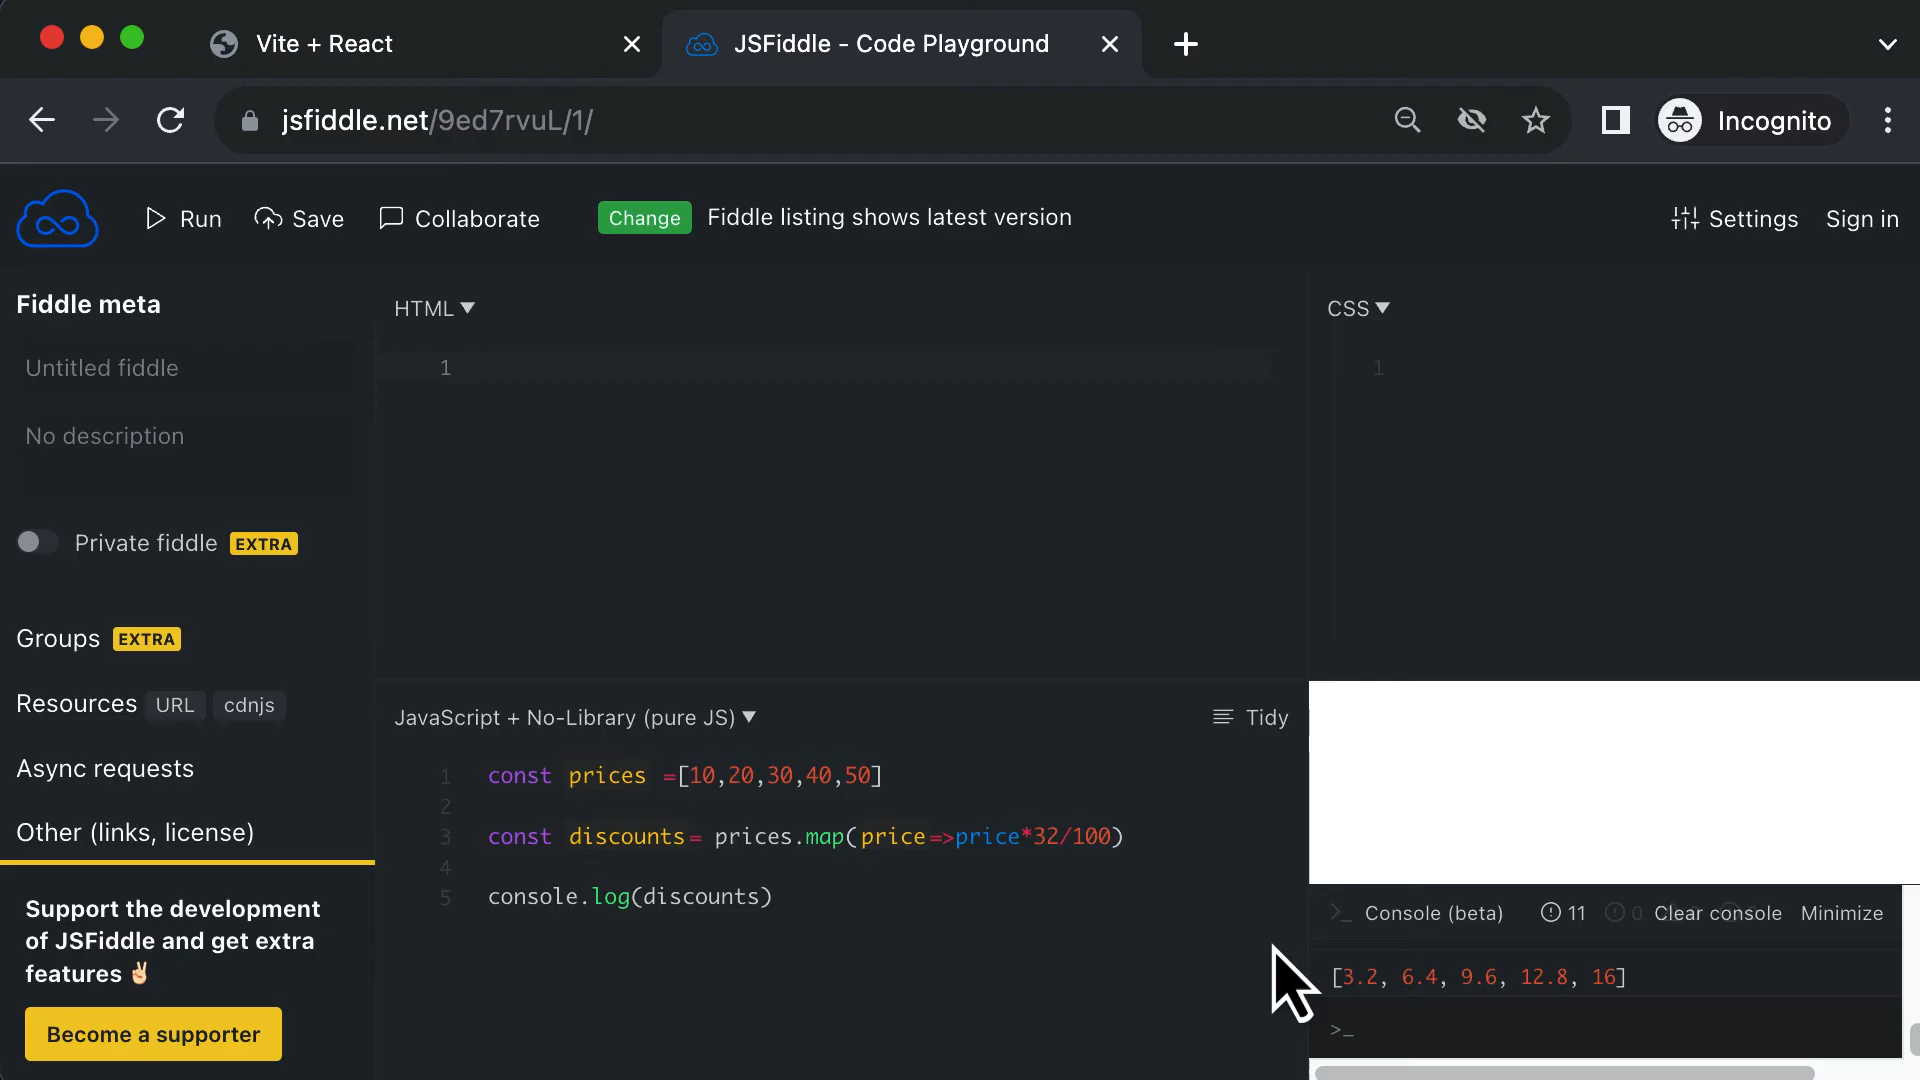 Vite + React
JSFiddle - Code Playground
jsfiddle.net/9ed7rvuL/1/
Incognito
Run
Save
Collaborate
Change
Fiddle listing shows latest version
Settings
Sign in
Fiddle meta
Untitled fiddle
No description
Private fiddle EXTRA
Groups EXTRA
Resources URL cdnjs
Async requests
Other (links, license)
Support the development
of JSFiddle and get extra
features ✌🏻
Become a supporter
HTML ▼
1
CSS ▼
1
JavaScript + No-Library (pure JS) ▼
Tidy
1 const prices =[10,20,30,40,50]
2
3 const discounts= prices.map(price=>price*32/100)
4
5 console.log(discounts)
>_ Console (beta) 11 0 Clear console Minimize
[3.2, 6.4, 9.6, 12.8, 16]
>_